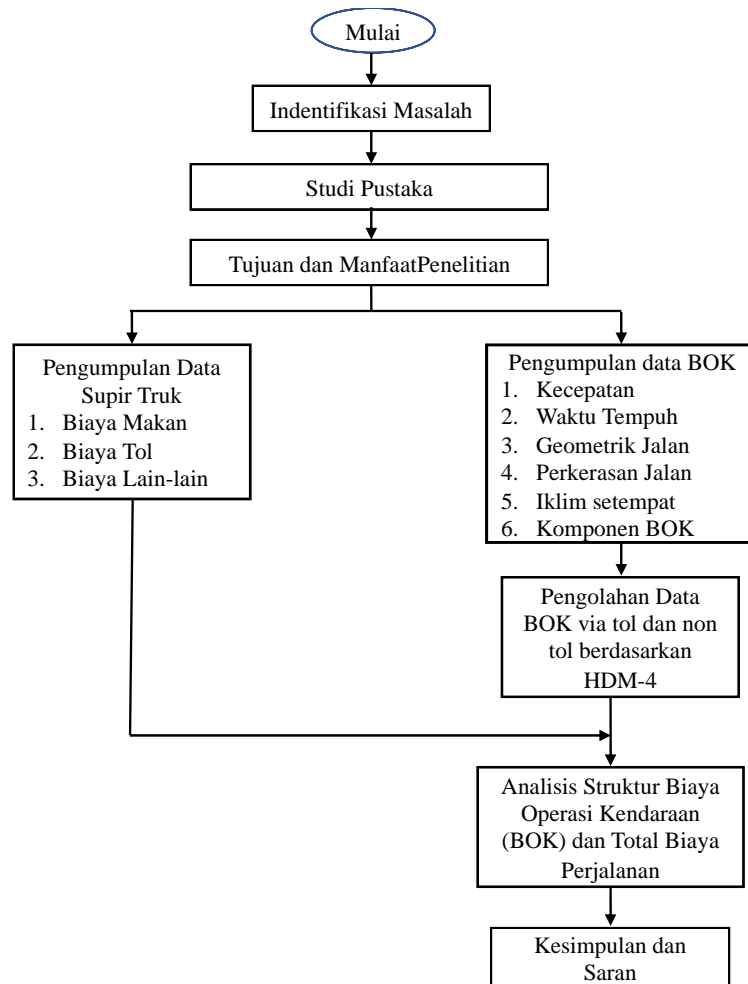 Mulai
Indentifikasi Masalah
Studi Pustaka
Tujuan dan ManfaatPenelitian
Pengumpulan Data
Supir Truk
1. Biaya Makan
2. Biaya Tol
3. Biaya Lain-lain
Pengumpulan data BOK
1. Kecepatan
2. Waktu Tempuh
3. Geometrik Jalan
4. Perkerasan Jalan
5. Iklim setempat
6. Komponen BOK
Pengolahan Data
BOK via tol dan non
tol berdasarkan
HDM-4
Analisis Struktur Biaya
Operasi Kendaraan
(BOK) dan Total Biaya
Perjalanan
Kesimpulan dan
Saran